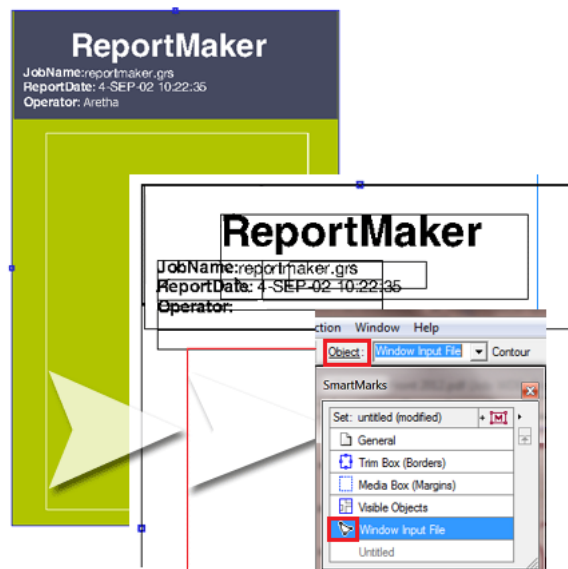 ReportMaker
JobName:reportmaker.grs
ReportDate: 4-SEP-02 10:22:35
Operator: Aretha
ReportMaker
JobName:reportmaker.grs
ReportDate: 4-SEP-02 10:22:35
Operator:
ction Window Help
Object: Window Input File Contour
SmartMarks
Set: untitled (modified)
General
Trim Box (Borders)
Media Box (Margins)
Visible Objects
Window Input File
Untitled